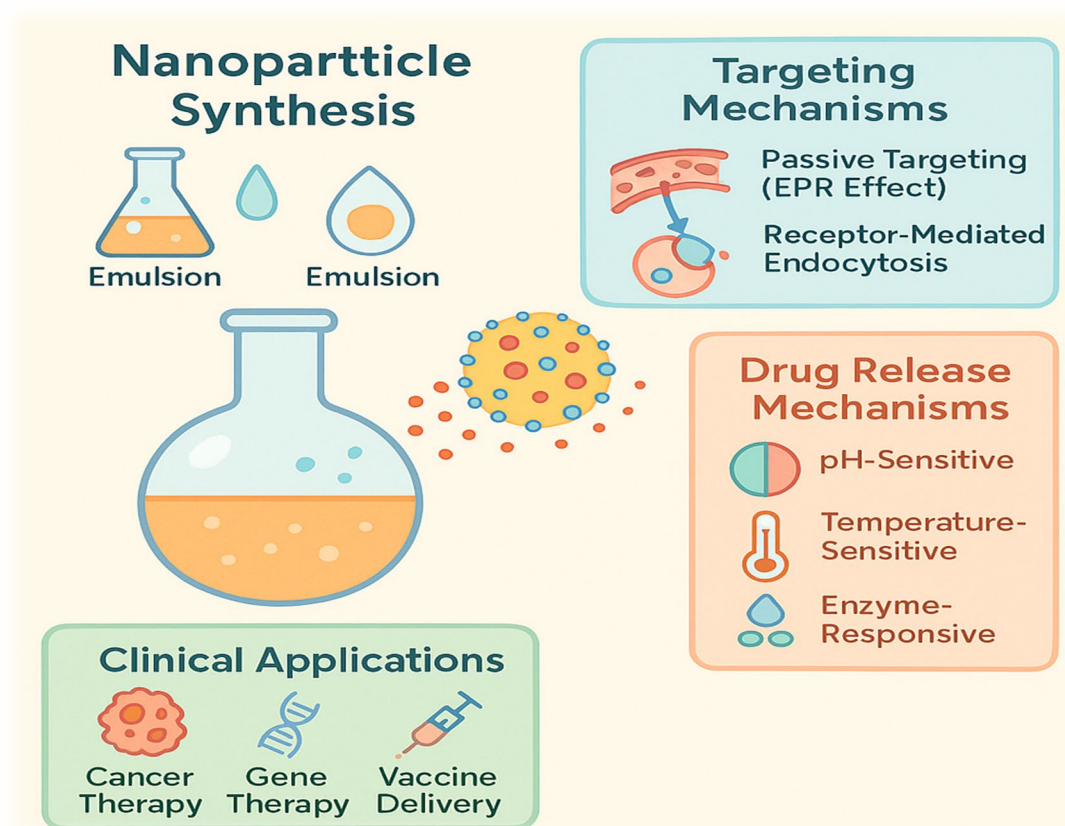 Nanopartticle
Synthesis
Emulsion
Emulsion
Targeting
Mechanisms
Passive Targeting
(EPR Effect)
Receptor-Mediated
Endocytosis
Drug Release
Mechanisms
pH-Sensitive
Temperature-
Sensitive
Enzyme-
Responsive
Clinical Applications
Cancer
Therapy
Gene
Therapy
Vaccine
Delivery